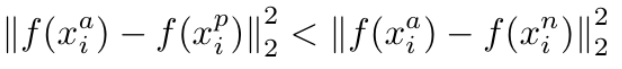 $\|f(x_i^a) - f(x_i^p)\|_2^2 < \|f(x_i^a) - f(x_i^n)\|_2^2$